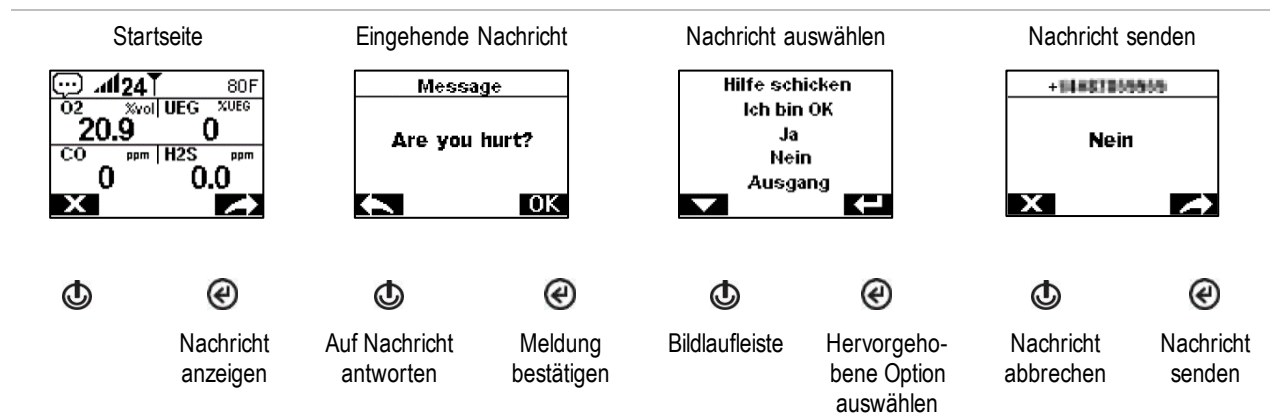 Startseite
Eingehende Nachricht
Nachricht auswählen
Nachricht senden
24 80F
O2 %vol UEG %UEG
20.9 0
CO ppm H2S ppm
0 0.0
X
Message
Are you hurt?
OK
Hilfe schicken
Ich bin OK
Ja
Nein
Ausgang
Nein
X
Nachricht
anzeigen
Auf Nachricht
antworten
Meldung
bestätigen
Bildlaufleiste
Hervorgeho-
bene Option
auswählen
Nachricht
abbrechen
Nachricht
senden